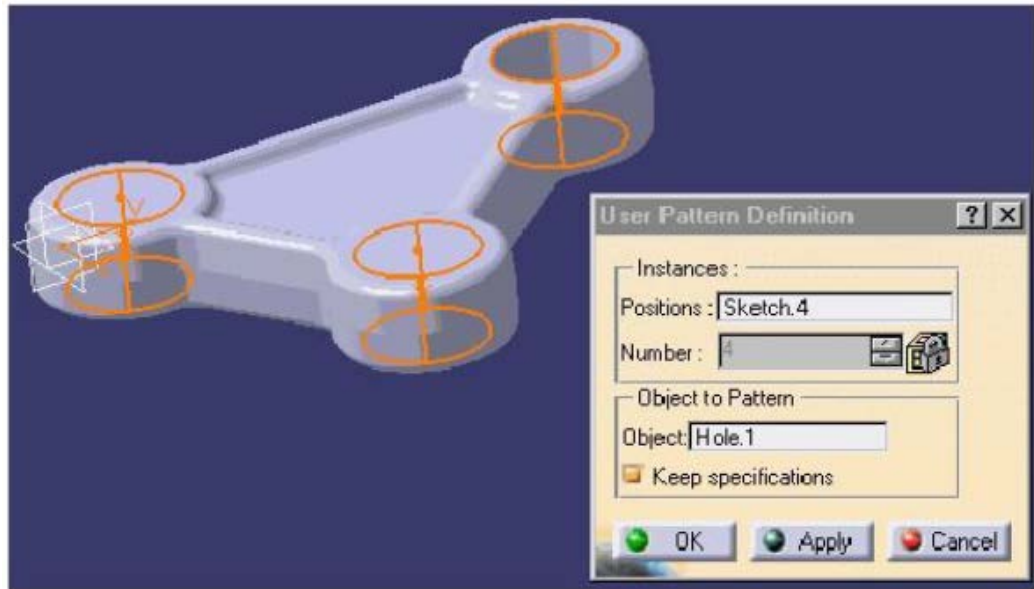 User Pattern Definition
Instances :
Positions : Sketch.4
Number : 4
Object to Pattern
Object: Hole.1
Keep specifications
OK Apply Cancel
V